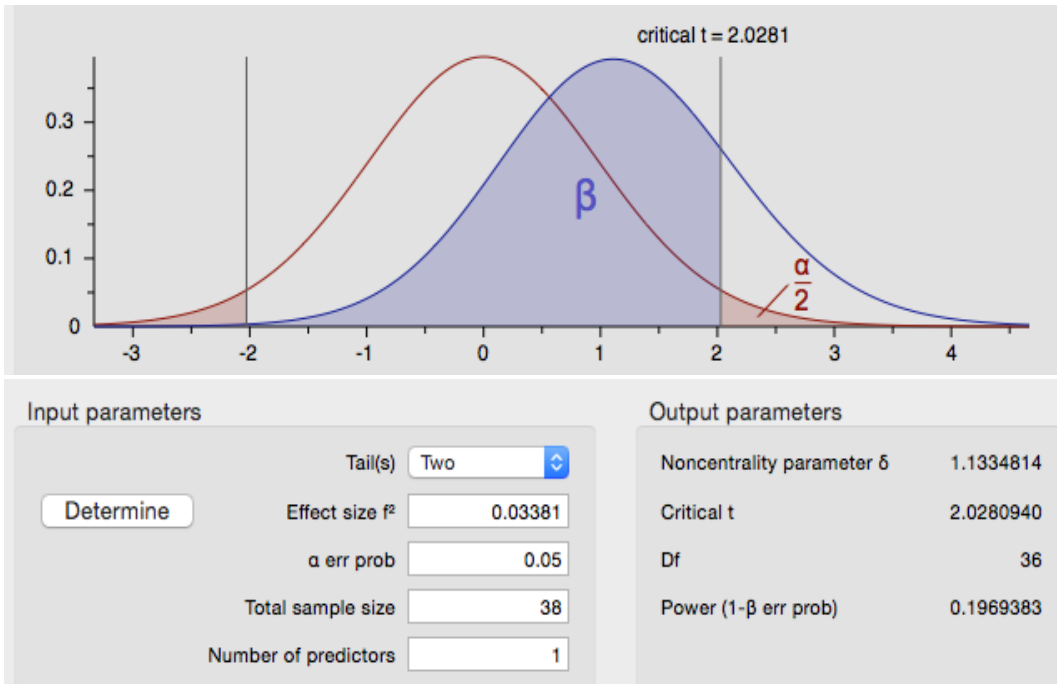 critical t = 2.0281
0.3
0.2
β
0.1
α
2
0
-3 -2 -1 0 1 2 3 4
Input parameters Output parameters
Tail(s) Two Noncentrality parameter δ 1.1334814
Determine Effect size f² 0.03381 Critical t 2.0280940
α err prob 0.05 Df 36
Total sample size 38 Power (1-β err prob) 0.1969383
Number of predictors 1